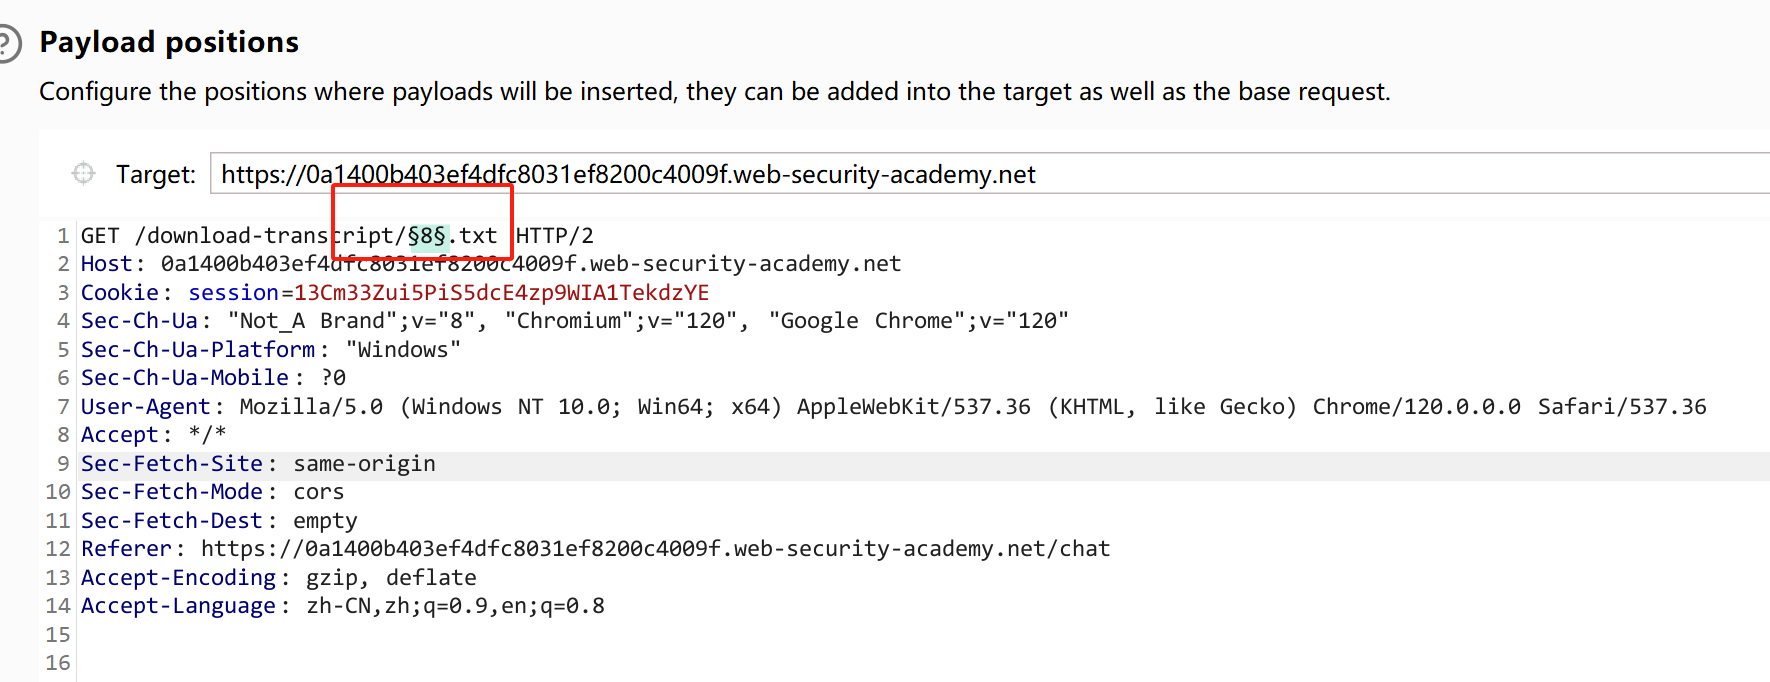 Payload positions
Configure the positions where payloads will be inserted, they can be added into the target as well as the base request.
Target: https://0a1400b403ef4dfc8031ef8200c4009f.web-security-academy.net
1 GET /download-transcript/§8§.txt HTTP/2
2 Host: 0a1400b403ef4dfc8031ef8200c4009f.web-security-academy.net
3 Cookie: session=13Cm33Zui5PiS5dcE4zp9WIA1TekdzYE
4 Sec-Ch-Ua: "Not_A Brand";v="8", "Chromium";v="120", "Google Chrome";v="120"
5 Sec-Ch-Ua-Platform: "Windows"
6 Sec-Ch-Ua-Mobile: ?0
7 User-Agent: Mozilla/5.0 (Windows NT 10.0; Win64; x64) AppleWebKit/537.36 (KHTML, like Gecko) Chrome/120.0.0.0 Safari/537.36
8 Accept: */*
9 Sec-Fetch-Site: same-origin
10 Sec-Fetch-Mode: cors
11 Sec-Fetch-Dest: empty
12 Referer: https://0a1400b403ef4dfc8031ef8200c4009f.web-security-academy.net/chat
13 Accept-Encoding: gzip, deflate
14 Accept-Language: zh-CN,zh;q=0.9,en;q=0.8
15
16